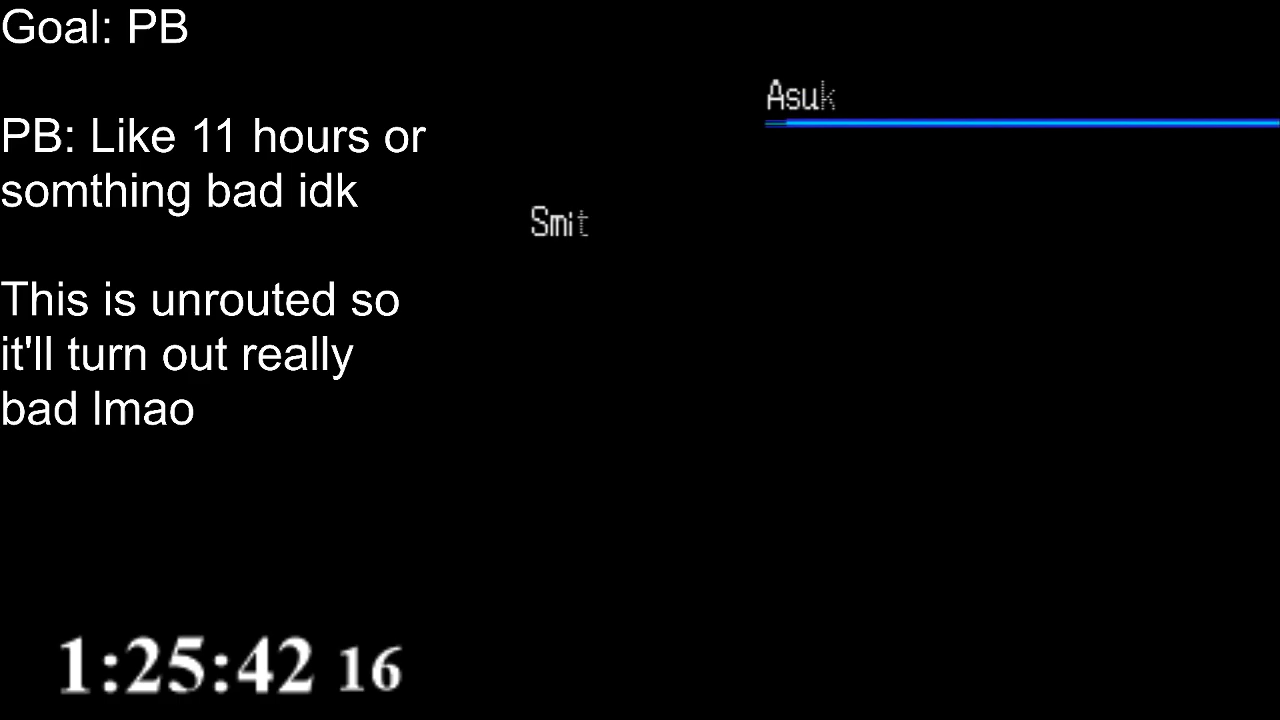 Goal: PB
Asuk
PB: Like 11 hours or
somthing bad idk
Smit
This is unrouted so
it'll turn out really
bad lmao
1:25:42 16